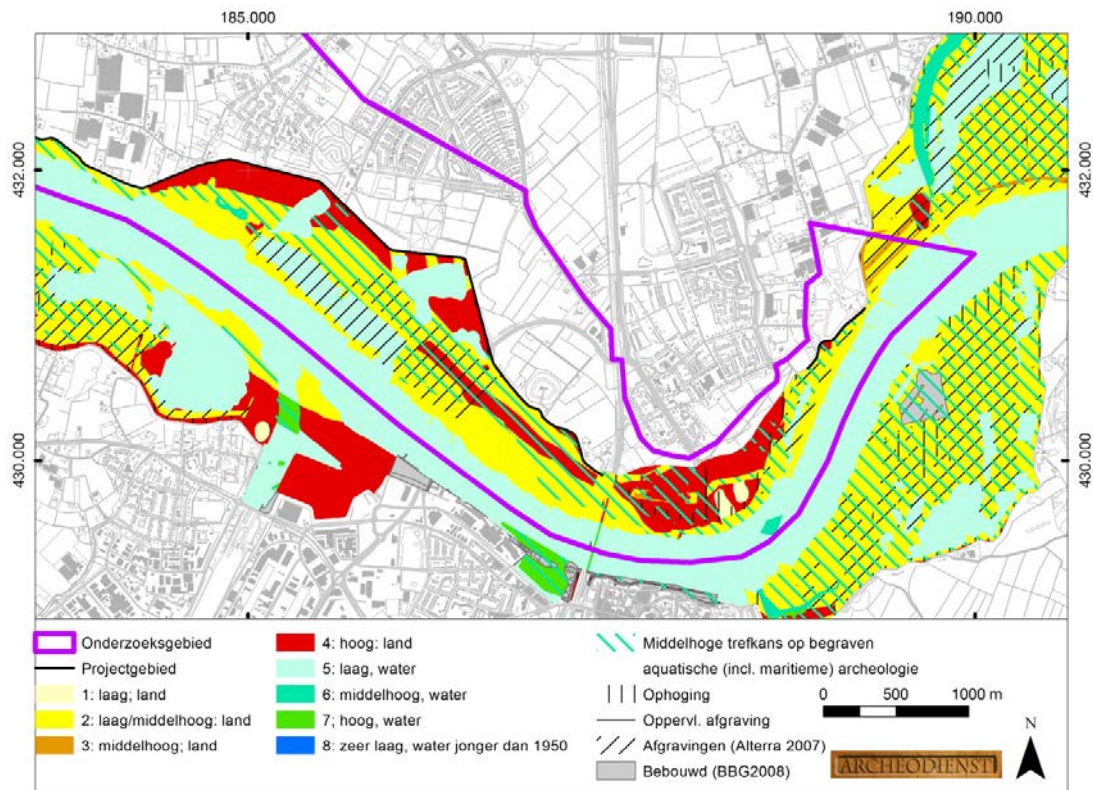 185.000
190.000
432.000
432.000
430.000
430.000
Onderzoeksgebied
Projectgebied
1: laag; land
2: laag/middelhoog: land
3: middelhoog; land
4: hoog: land
5: laag, water
6: middelhoog, water
7; hoog, water
8: zeer laag, water jonger dan 1950
Middelhoge trefkans op begraven
aquatische (incl. maritieme) archeologie
Ophoging
Oppervl. afgraving
Afgravingen (Alterra 2007)
Bebouwd (BBG2008)
0 500 1000 m
N
ARCHEODIENST